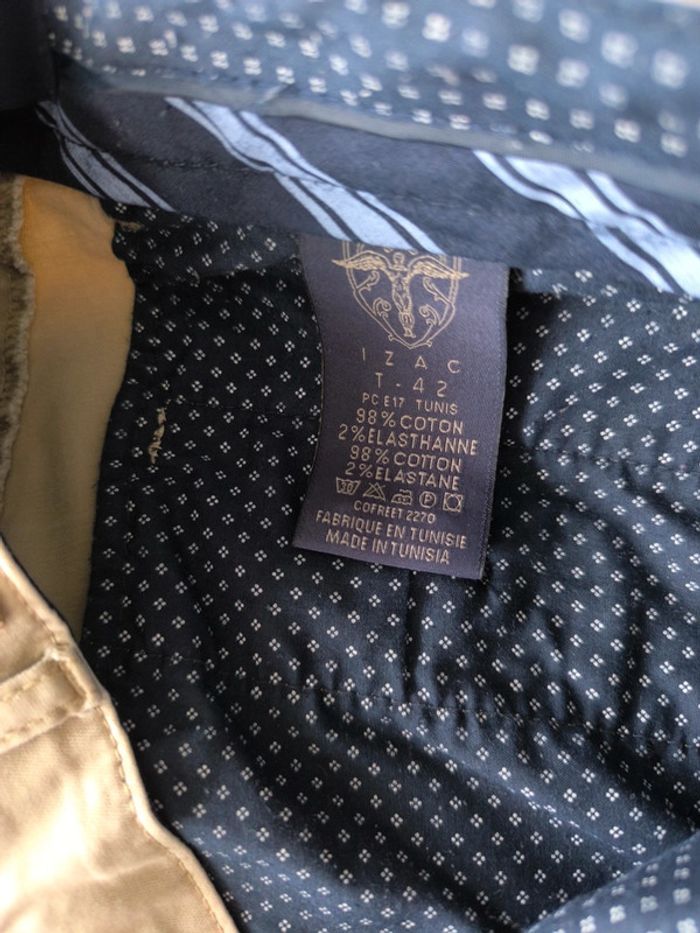 IZAC
T-42
PC E17 TUNIS
98% COTON
2% ELASTHANNE
98% COTTON
2% ELASTANE
30
COFREET 2270
FABRIQUE EN TUNISIE
MADE IN TUNISIA